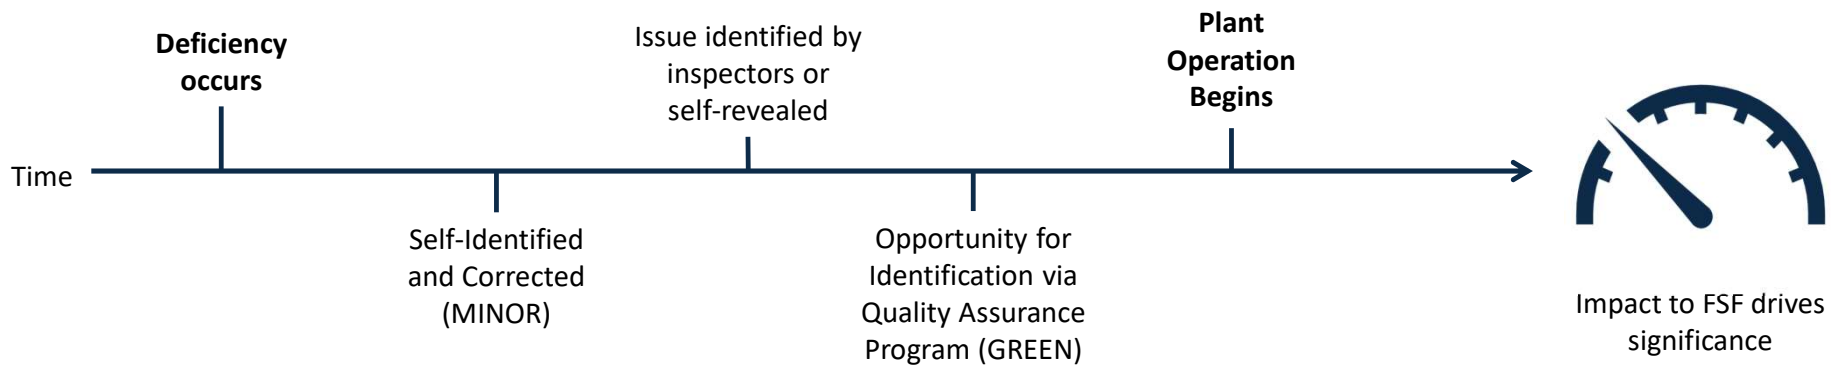 Deficiency
occurs
Issue identified by
inspectors or
self-revealed
Plant
Operation
Begins
Time
Self-Identified
and Corrected
(MINOR)
Opportunity for
Identification via
Quality Assurance
Program (GREEN)
Impact to FSF drives
significance